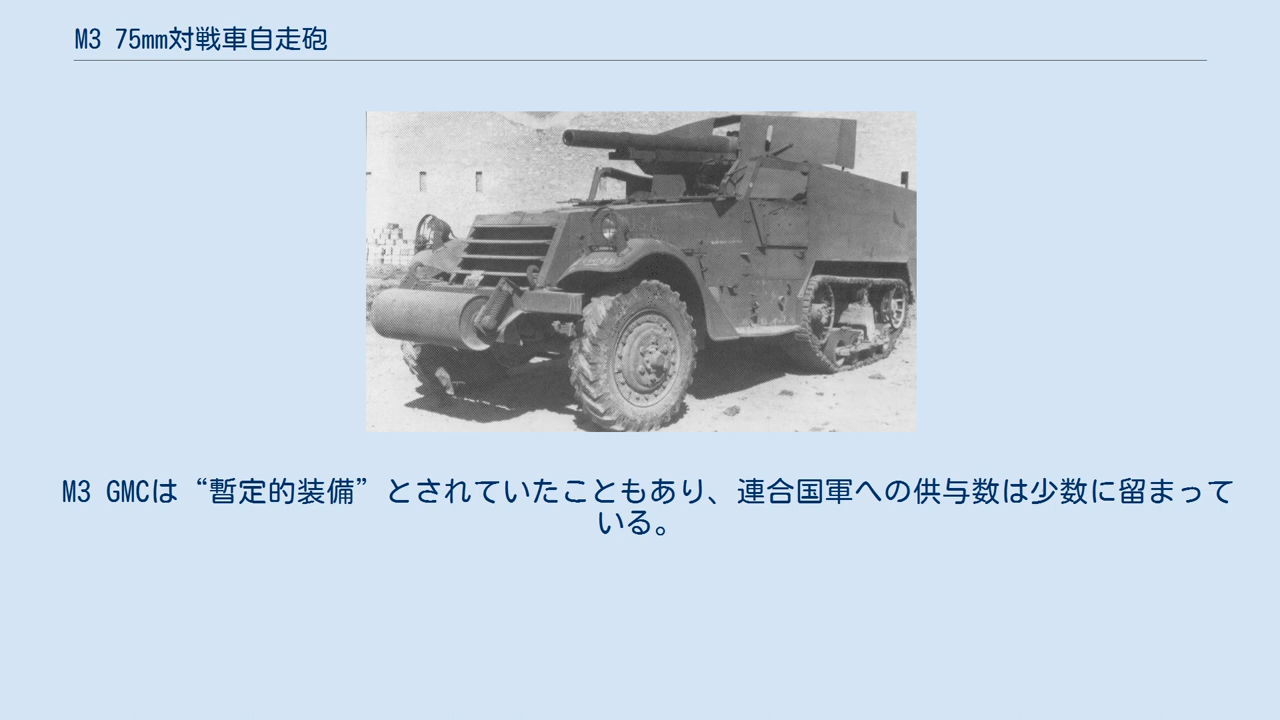 M3 75mm対戦車自走砲
M3 GMCは“暫定的装備”とされていたこともあり、連合国軍への供与数は少数に留まって
いる。